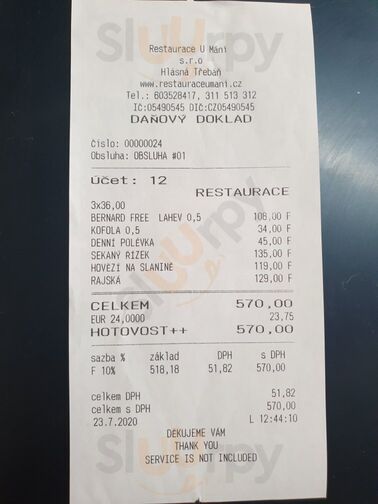 Restaurace U Máni
s.r.o
Hlásná Třebaň
www.restauraceumani.cz
Tel.: 603528417, 311 513 312
IČ:05490545 DIČ:CZ05490545
DAŇOVÝ DOKLAD
Číslo: 00000024
Obsluha: OBSLUHA #01
Účet: 12
RESTAURACE
3x36,00
BERNARD FREE LAHEV 0,5 108,00 F
KOFOLA 0,5 34,00 F
DENNÍ POLÉVKA 45,00 F
SEKANÝ ŘÍZEK 135,00 F
HOVĚZÍ NA SLANINĚ 119,00 F
RAJSKÁ 129,00 F
CELKEM 570,00
EUR 24,0000 23,75
HOTOVOST++ 570,00
sazba % základ DPH s DPH
F 10% 518,18 51,82 570,00
celkem DPH 51,82
celkem s DPH 570,00
23.7.2020 L 12:44:10
DĚKUJEME VÁM
THANK YOU
SERVICE IS NOT INCLUDED
Sluurpy
Sluurpy
Sluurpy